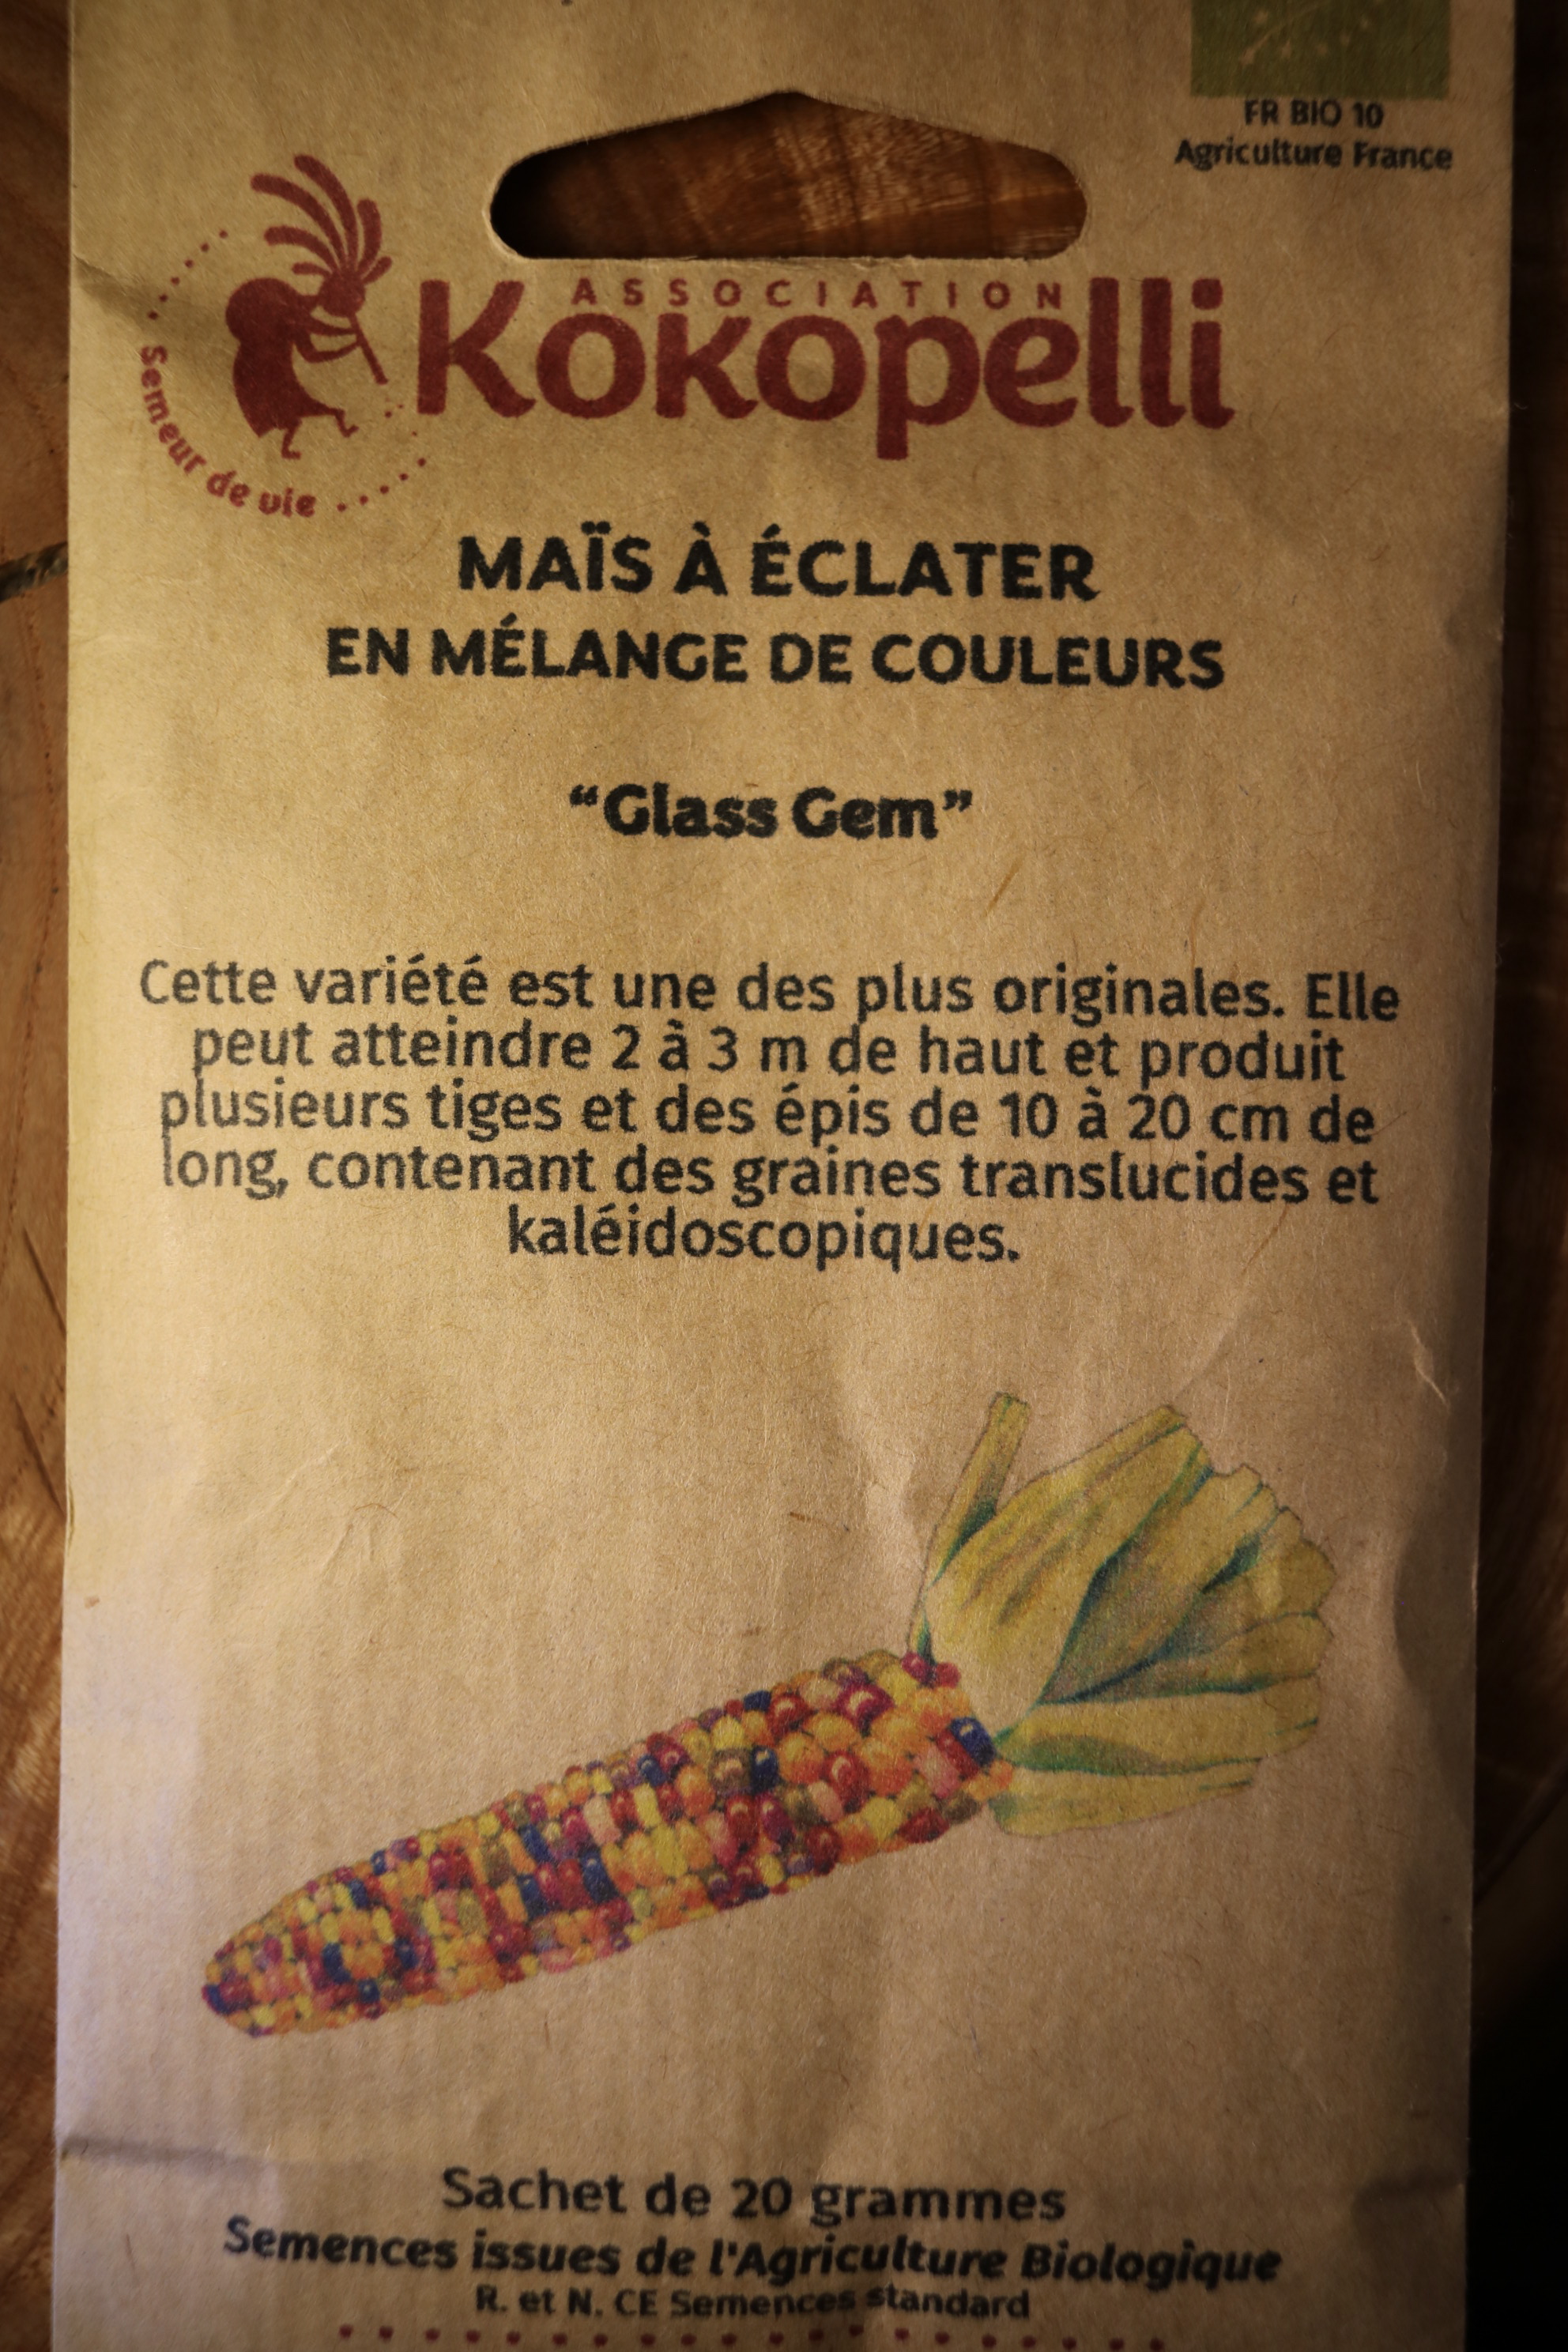 FR BIO 10
Agriculture France
ASSOCIATION
Kokopelli
Semeur de vie
MAÏS À ÉCLATER
EN MÉLANGE DE COULEURS
“Glass Gem”
Cette variété est une des plus originales. Elle
peut atteindre 2 à 3 m de haut et produit
plusieurs tiges et des épis de 10 à 20 cm de
long, contenant des graines translucides et
kaléidoscopiques.
Sachet de 20 grammes
Semences issues de l'Agriculture Biologique
R. et N. CE Semences standard